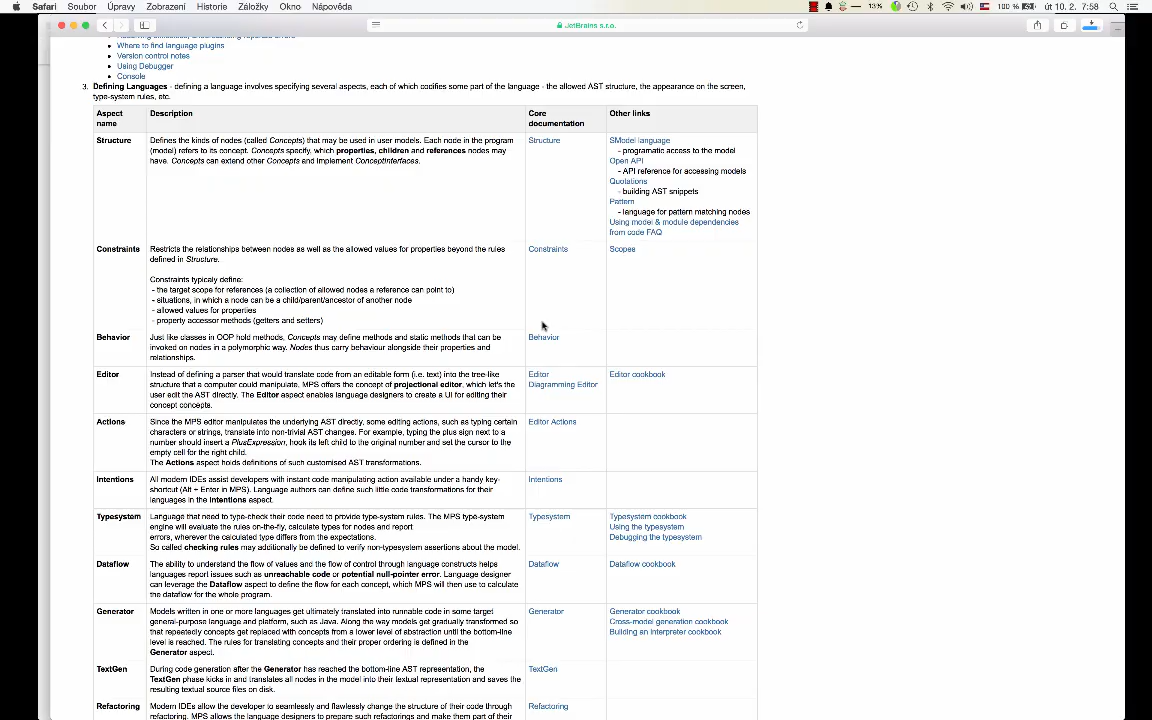 Safari Soubor Úpravy Zobrazení Historie Záložky Okno Nápověda 13% 100 % út 10. 2. 7:58
JetBrains s.r.o.
Where to find language plugins
Version control notes
Using Debugger
Console
3. Defining Languages - defining a language involves specifying several aspects, each of which codifies some part of the language - the allowed AST structure, the appearance on the screen,
type-system rules, etc.
Aspect name Description Core documentation Other links
Structure
Defines the kinds of nodes (called Concepts) that may be used in user models. Each node in the program
(model) refers to its concept. Concepts specify, which properties, children and references nodes may
have. Concepts can extend other Concepts and implement ConceptInterfaces.
Structure
SModel language
- programatic access to the model
Open API
- API reference for accessing models
Quotations
- building AST snippets
Pattern
- language for pattern matching nodes
Using model & module dependencies
from code FAQ
Constraints
Restricts the relationships between nodes as well as the allowed values for properties beyond the rules
defined in Structure.
Constraints typicaly define:
- the target scope for references (a collection of allowed nodes a reference can point to)
- situations, in which a node can be a child/parent/ancestor of another node
- allowed values for properties
- property accessor methods (getters and setters)
Constraints
Scopes
Behavior
Just like classes in OOP hold methods, Concepts may define methods and static methods that can be
invoked on nodes in a polymorphic way. Nodes thus carry behaviour alongside their properties and
relationships.
Behavior
Editor
Instead of defining a parser that would translate code from an editable form (i.e. text) into the tree-like
structure that a computer could manipulate, MPS offers the concept of projectional editor, which let's the
user edit the AST directly. The Editor aspect enables language designers to create a UI for editing their
concept concepts.
Editor
Diagramming Editor
Editor cookbook
Actions
Since the MPS editor manipulates the underlying AST directly, some editing actions, such as typing certain
characters or strings, translate into non-trivial AST changes. For example, typing the plus sign next to a
number should insert a PlusExpression, hook its left child to the original number and set the cursor to the
empty cell for the right child.
The Actions aspect holds definitions of such customised AST transformations.
Editor Actions
Intentions
All modern IDEs assist developers with instant code manipulating action available under a handy key-
shortcut (Alt + Enter in MPS). Language authors can define such little code transformations for their
languages in the Intentions aspect.
Intentions
Typesystem
Language that need to type-check their code need to provide type-system rules. The MPS type-system
engine will evaluate the rules on-the-fly, calculate types for nodes and report
errors, wherever the calculated type differs from the expectations.
So called checking rules may additionally be defined to verify non-typesystem assertions about the model.
Typesystem
Typesystem cookbook
Using the typesystem
Debugging the typesystem
Dataflow
The ability to understand the flow of values and the flow of control through language constructs helps
languages report issues such as unreachable code or potential null-pointer error. Language designer
can leverage the Dataflow aspect to define the flow for each concept, which MPS will then use to calculate
the dataflow for the whole program.
Dataflow
Dataflow cookbook
Generator
Models written in one or more languages get ultimately translated into runnable code in some target
general-purpose language and platform, such as Java. Along the way models get gradually transformed so
that repeatedly concepts get replaced with concepts from a lower level of abstraction until the bottom-line
level is reached. The rules for translating concepts and their proper ordering is defined in the
Generator aspect.
Generator
Generator cookbook
Cross-model generation cookbook
Building an interpreter cookbook
TextGen
During code generation after the Generator has reached the bottom-line AST representation, the
TextGen phase kicks in and translates all nodes in the model into their textual representation and saves the
resulting textual source files on disk.
TextGen
Refactoring
Modern IDEs allow the developer to seamlessly and flawlessly change the structure of their code through
refactoring. MPS allows the language designers to prepare such refactorings and make them part of their
Refactoring